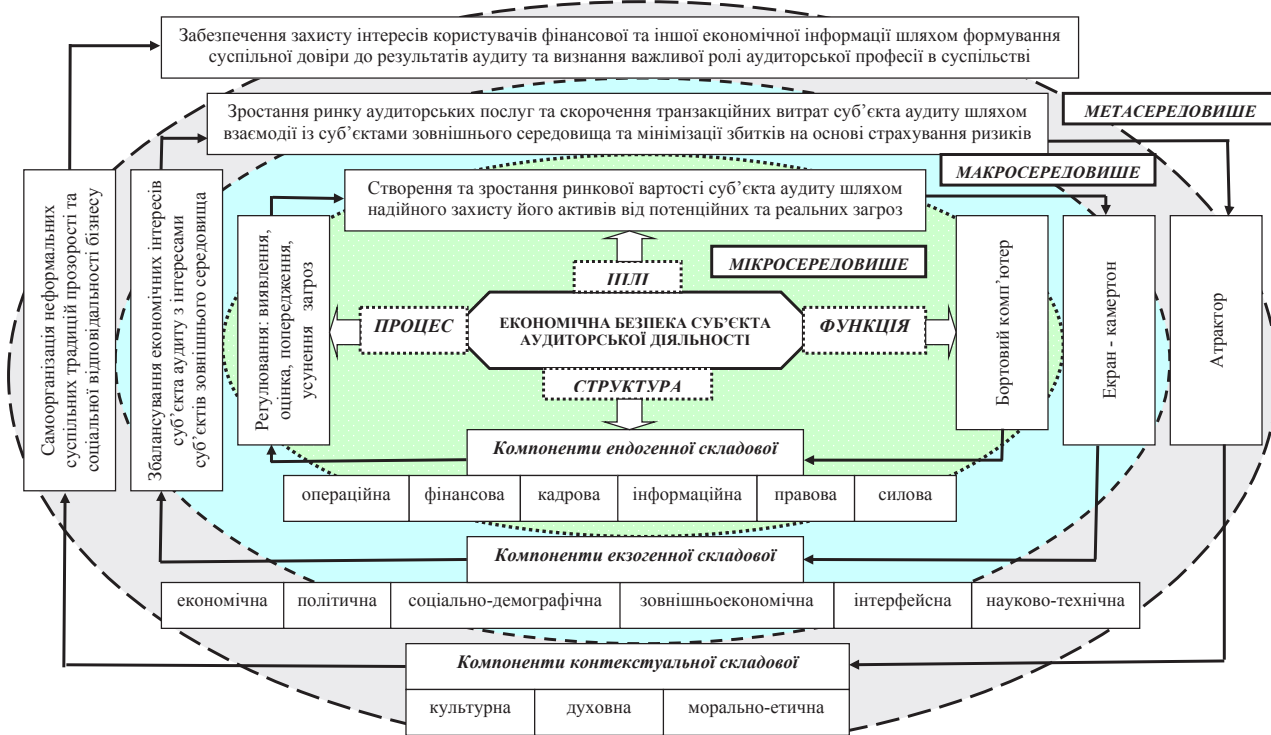 Забезпечення захисту інтересів користувачів фінансової та іншої економічної інформації шляхом формування
суспільної довіри до результатів аудиту та визнання важливої ролі аудиторської професії в суспільстві
Зростання ринку аудиторських послуг та скорочення транзакційних витрат суб’єкта аудиту шляхом
взаємодії із суб’єктами зовнішнього середовища та мінімізації збитків на основі страхування ризиків
МЕТАСЕРЕДОВИШЕ
МАКРОСЕРЕДОВИШЕ
Створення та зростання ринкової вартості суб’єкта аудиту шляхом
надійного захисту його активів від потенційних та реальних загроз
МІКРОСЕРЕДОВИШЕ
Самоорганізація неформальних
суспільних традицій прозорості та
соціальної відповідальності бізнесу
Збалансування економічних інтересів
суб’єкта аудиту з інтересами
суб’єктів зовнішнього середовища
Регулювання: виявлення,
оцінка, попередження,
усунення загроз
ЦІЛІ
ПРОЦЕС
ЕКОНОМІЧНА БЕЗПЕКА СУБ’ЄКТА
АУДИТОРСЬКОЇ ДІЯЛЬНОСТІ
ФУНКЦІЯ
СТРУКТУРА
Бортовий комп’ютер
Екран - камертон
Атрактор
Компоненти ендогенної складової
операційна фінансова кадрова інформаційна правова силова
Компоненти екзогенної складової
економічна політична соціально-демографічна зовнішньоекономічна інтерфейсна науково-технічна
Компоненти контекстуальної складової
культурна духовна морально-етична